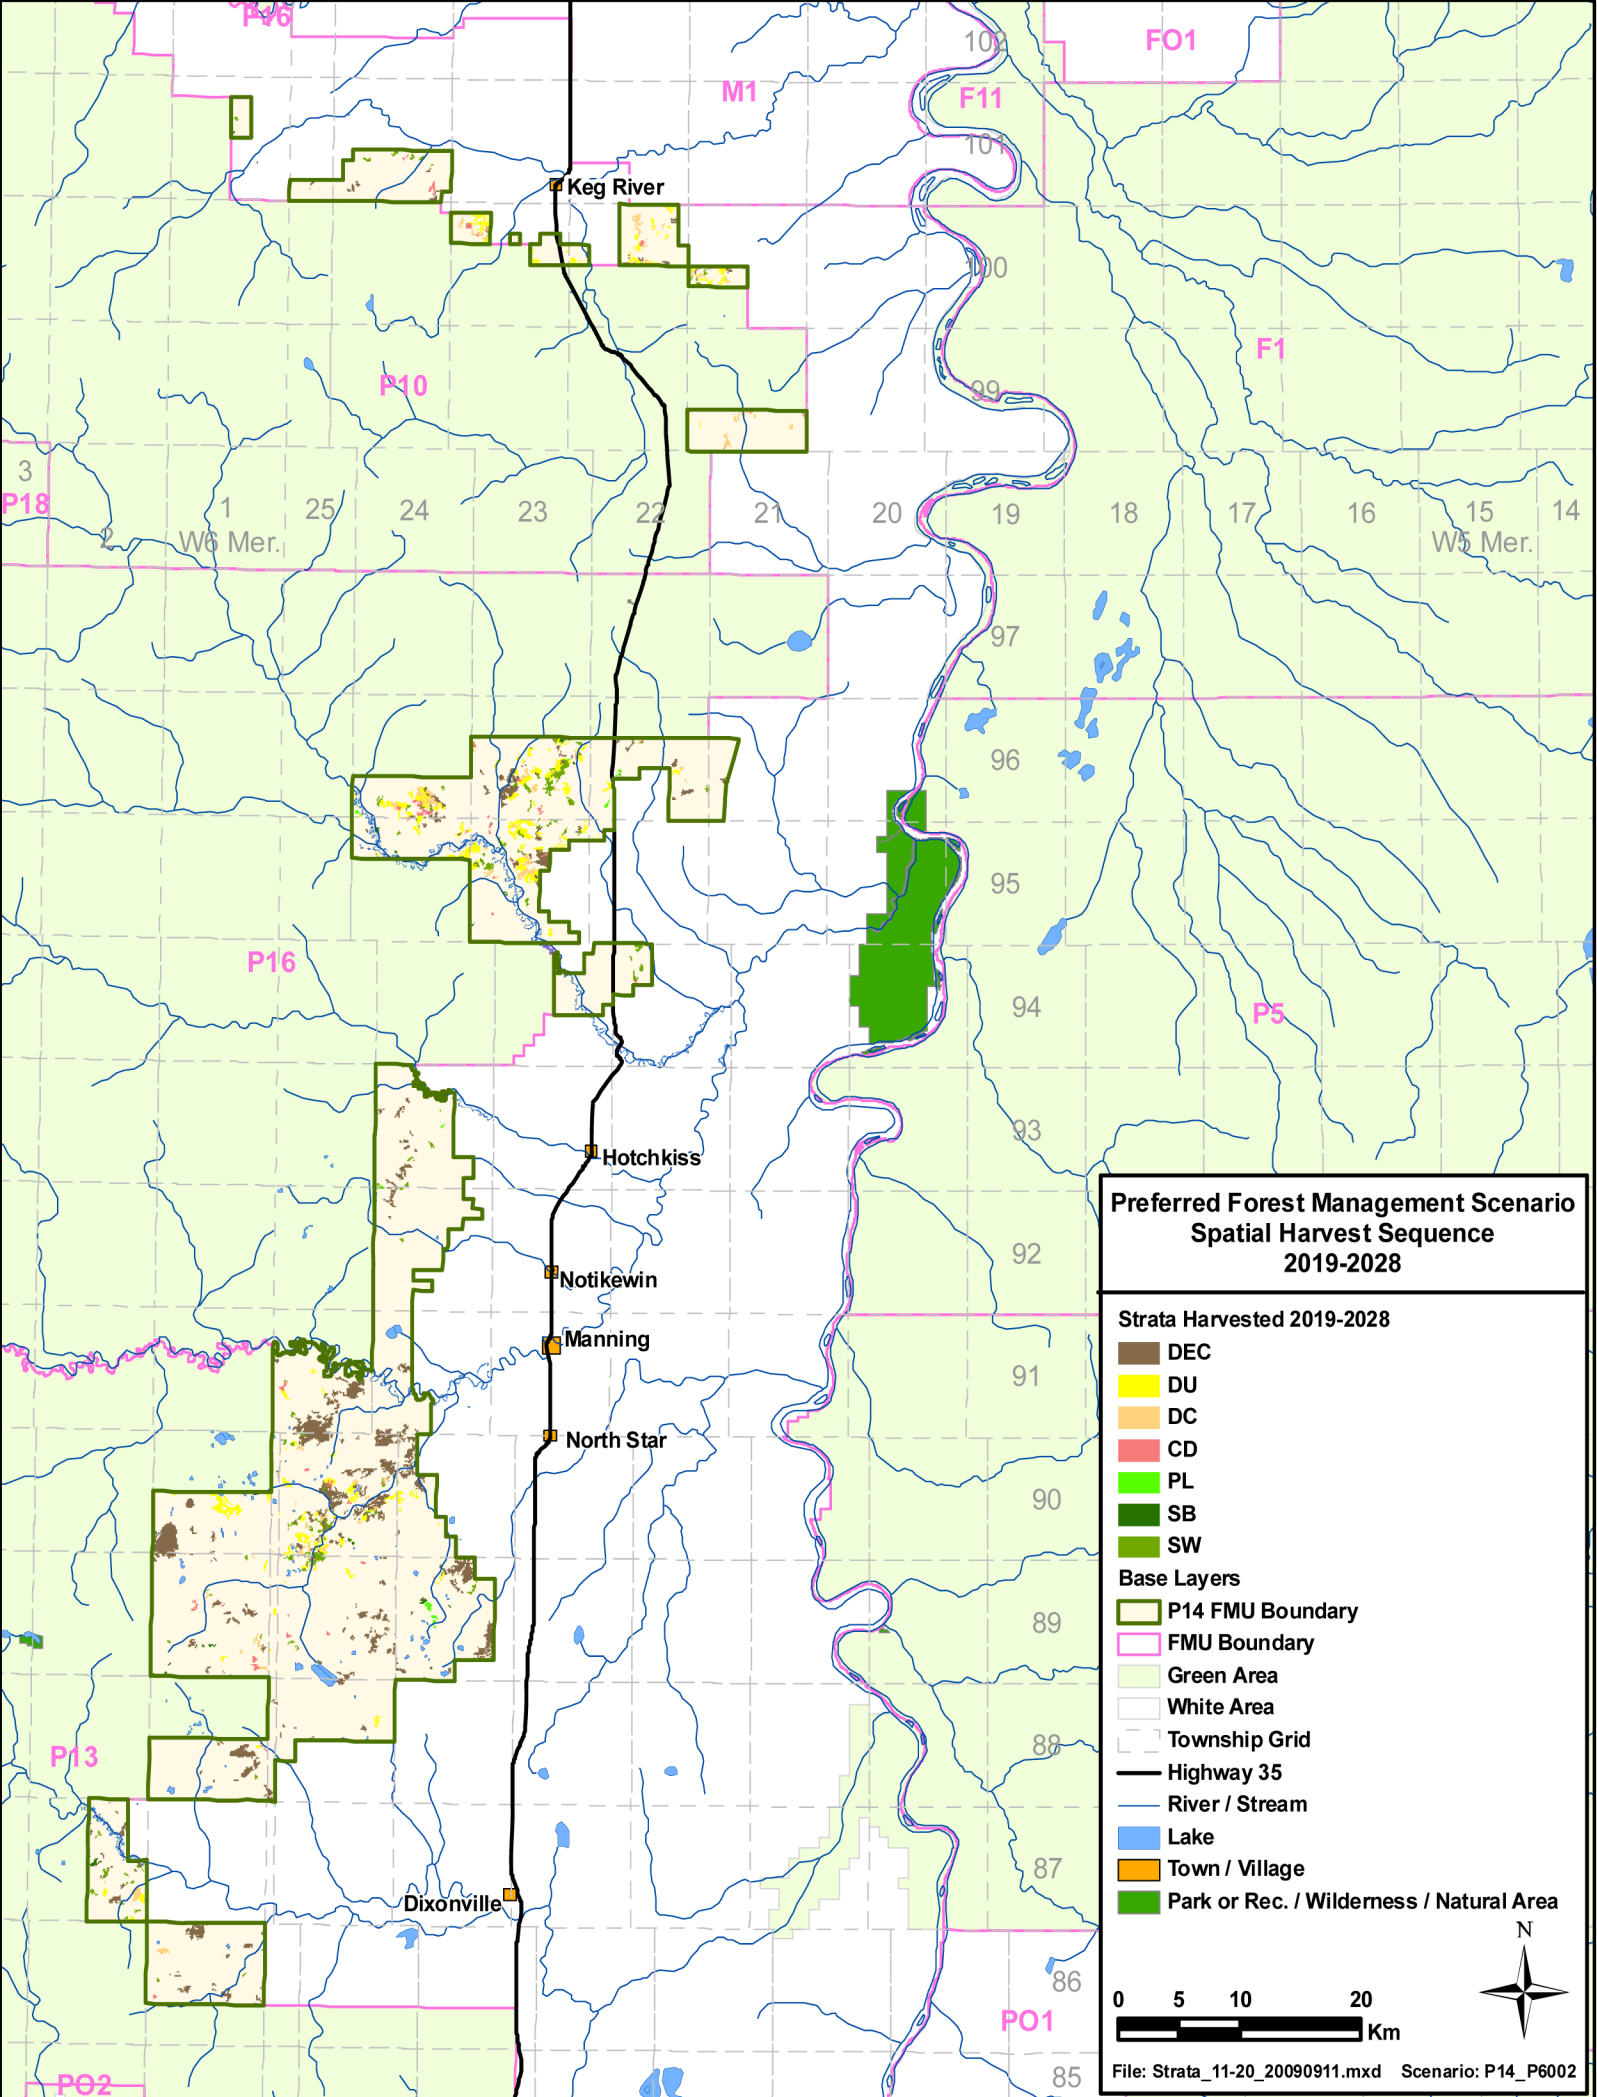 P16
102
FO1
M1
F11
101
Keg River
100
F1
P10
99
3
P18
1
25
24
23
22
21
20
19
18
17
16
15
14
2
W6 Mer.
W5 Mer.
97
96
95
P16
94
P5
93
Hotchkiss
92
Notikewin
Manning
91
North Star
90
89
88
P13
87
Dixonville
86
PO1
85
PO2
Preferred Forest Management Scenario
Spatial Harvest Sequence
2019-2028
Strata Harvested 2019-2028
DEC
DU
DC
CD
PL
SB
SW
Base Layers
P14 FMU Boundary
FMU Boundary
Green Area
White Area
Township Grid
Highway 35
River / Stream
Lake
Town / Village
Park or Rec. / Wilderness / Natural Area
N
0 5 10 20
Km
File: Strata_11-20_20090911.mxd Scenario: P14_P6002